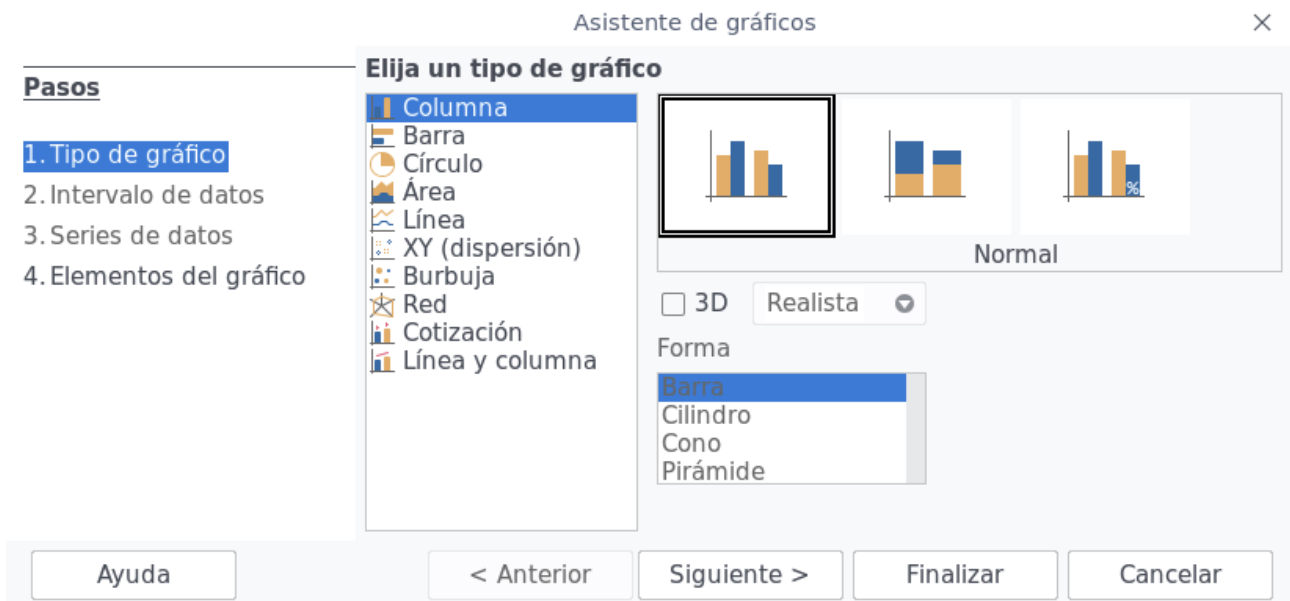 Asistente de gráficos
Pasos
1. Tipo de gráfico
2. Intervalo de datos
3. Series de datos
4. Elementos del gráfico
Elija un tipo de gráfico
Columna
Barra
Círculo
Área
Línea
XY (dispersión)
Burbuja
Red
Cotización
Línea y columna
%
Normal
3D
Realista
Forma
Barra
Cilindro
Cono
Pirámide
Ayuda
< Anterior
Siguiente >
Finalizar
Cancelar